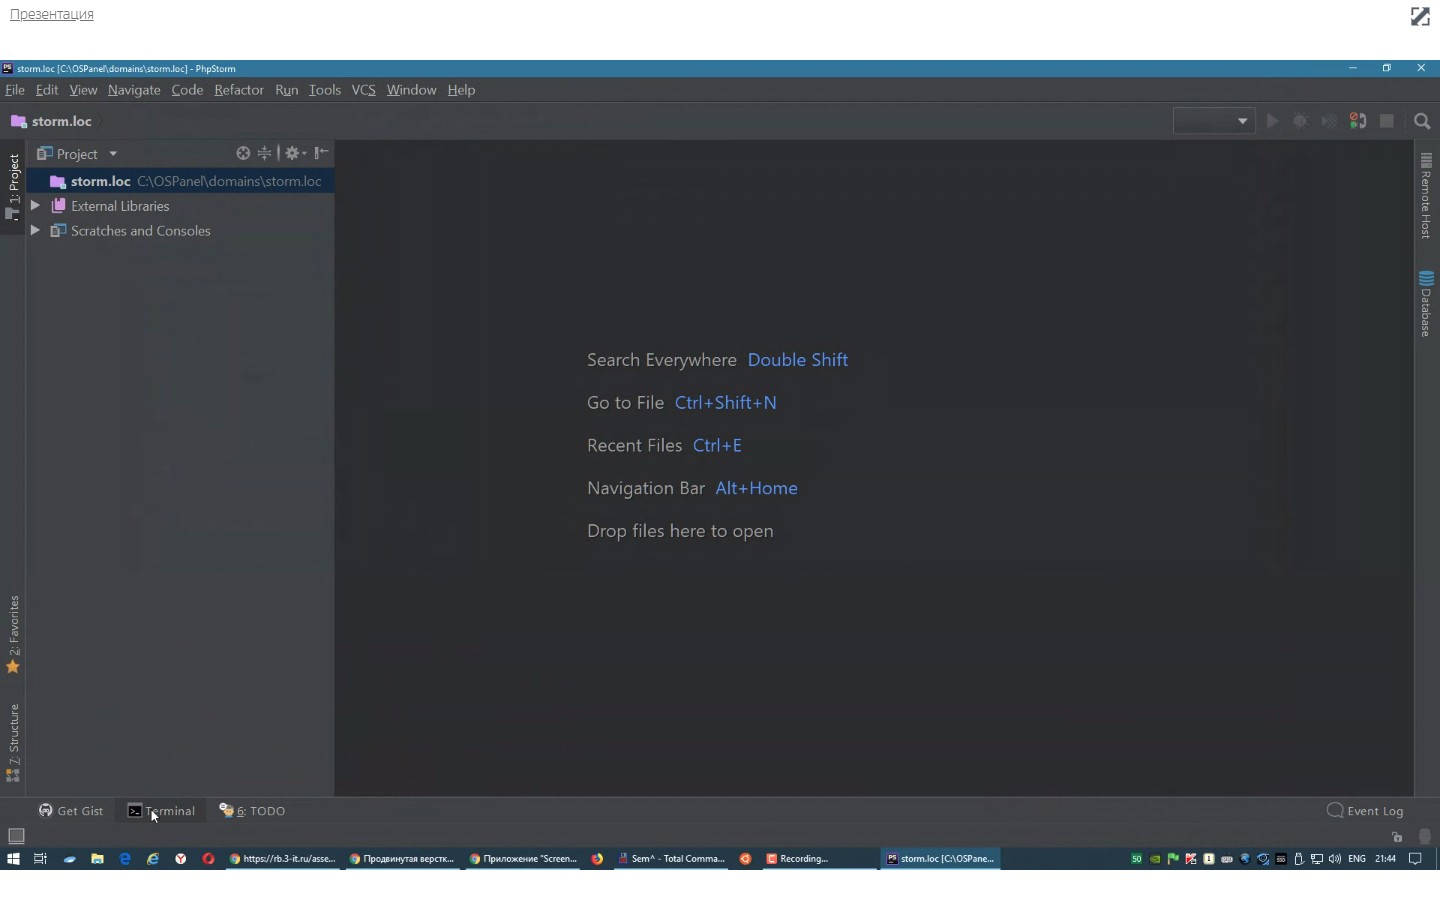 Презентация
storm.loc [C:\OSPanel\domains\storm.loc] - PhpStorm
File Edit View Navigate Code Refactor Run Tools VCS Window Help
storm.loc
Project
storm.loc C:\OSPanel\domains\storm.loc
External Libraries
Scratches and Consoles
1: Project
2: Favorites
7: Structure
Search Everywhere Double Shift
Go to File Ctrl+Shift+N
Recent Files Ctrl+E
Navigation Bar Alt+Home
Drop files here to open
Remote Host
Database
Get Gist Terminal 6: TODO Event Log
https://rb.3-it.ru/asse... Продвинутая верстк... Приложение "Screen... Sem^ - Total Comma... Recording... storm.loc [C:\OSPane... 50 ENG 21:44